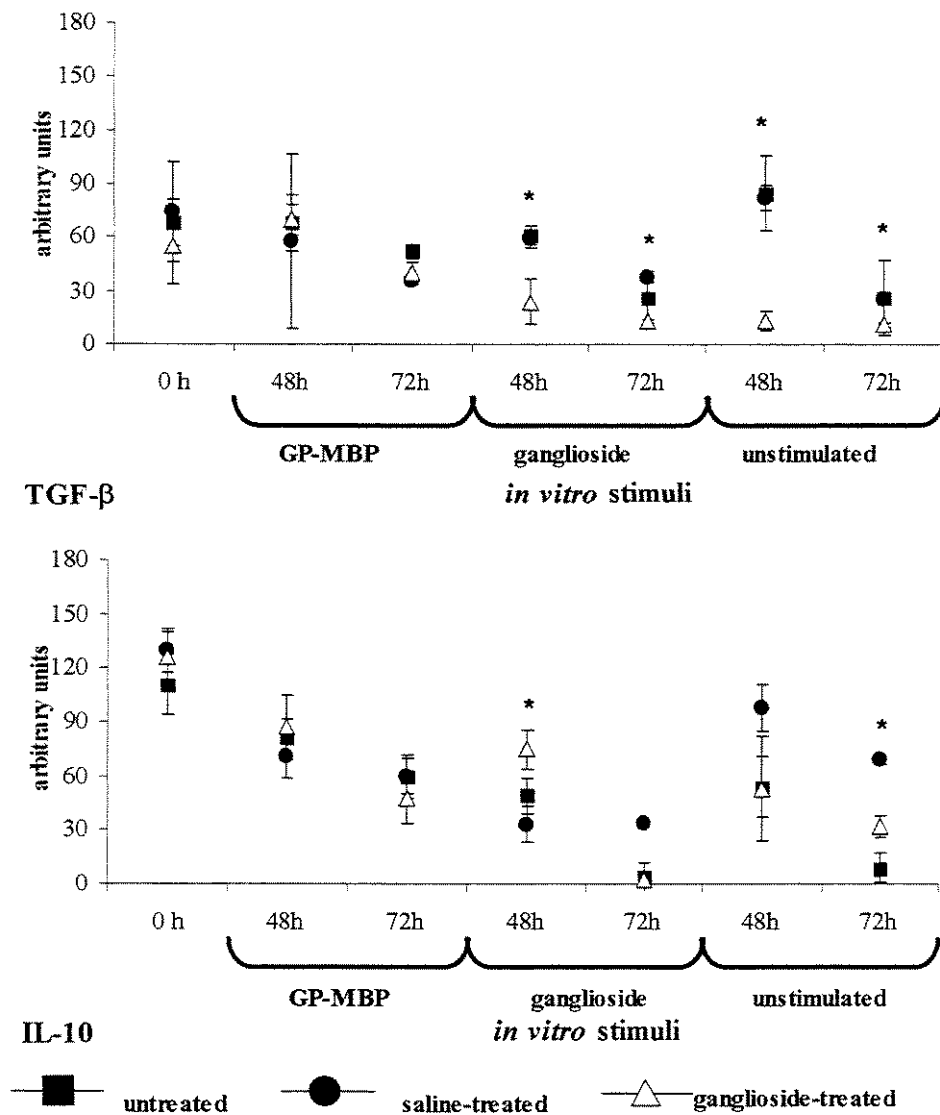 180
150
120
90
60
30
0
arbitrary units
* * * *
0 h 48h 72h 48h 72h 48h 72h
GP-MBP ganglioside unstimulated
TGF-β in vitro stimuli
180
150
120
90
60
30
0
arbitrary units
* *
0 h 48h 72h 48h 72h 48h 72h
GP-MBP ganglioside unstimulated
IL-10 in vitro stimuli
untreated saline-treated ganglioside-treated